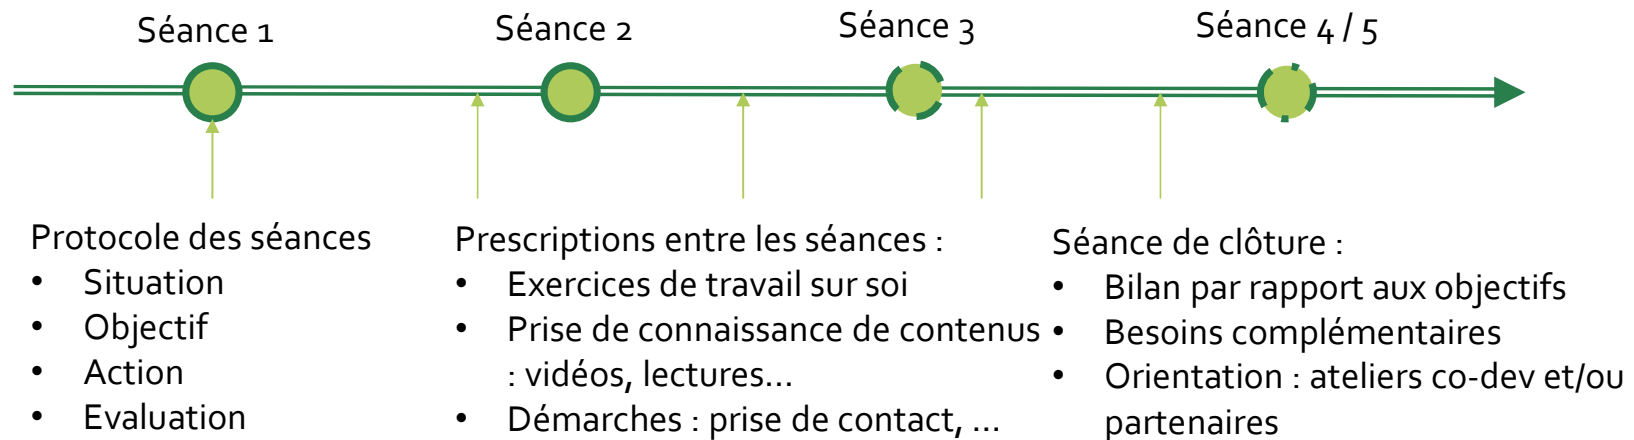 Séance 1
Séance 2
Séance 3
Séance 4 / 5
Protocole des séances
• Situation
• Objectif
• Action
• Evaluation
Prescriptions entre les séances :
• Exercices de travail sur soi
• Prise de connaissance de contenus
: vidéos, lectures...
• Démarches : prise de contact, ...
Séance de clôture :
• Bilan par rapport aux objectifs
• Besoins complémentaires
• Orientation : ateliers co-dev et/ou
partenaires